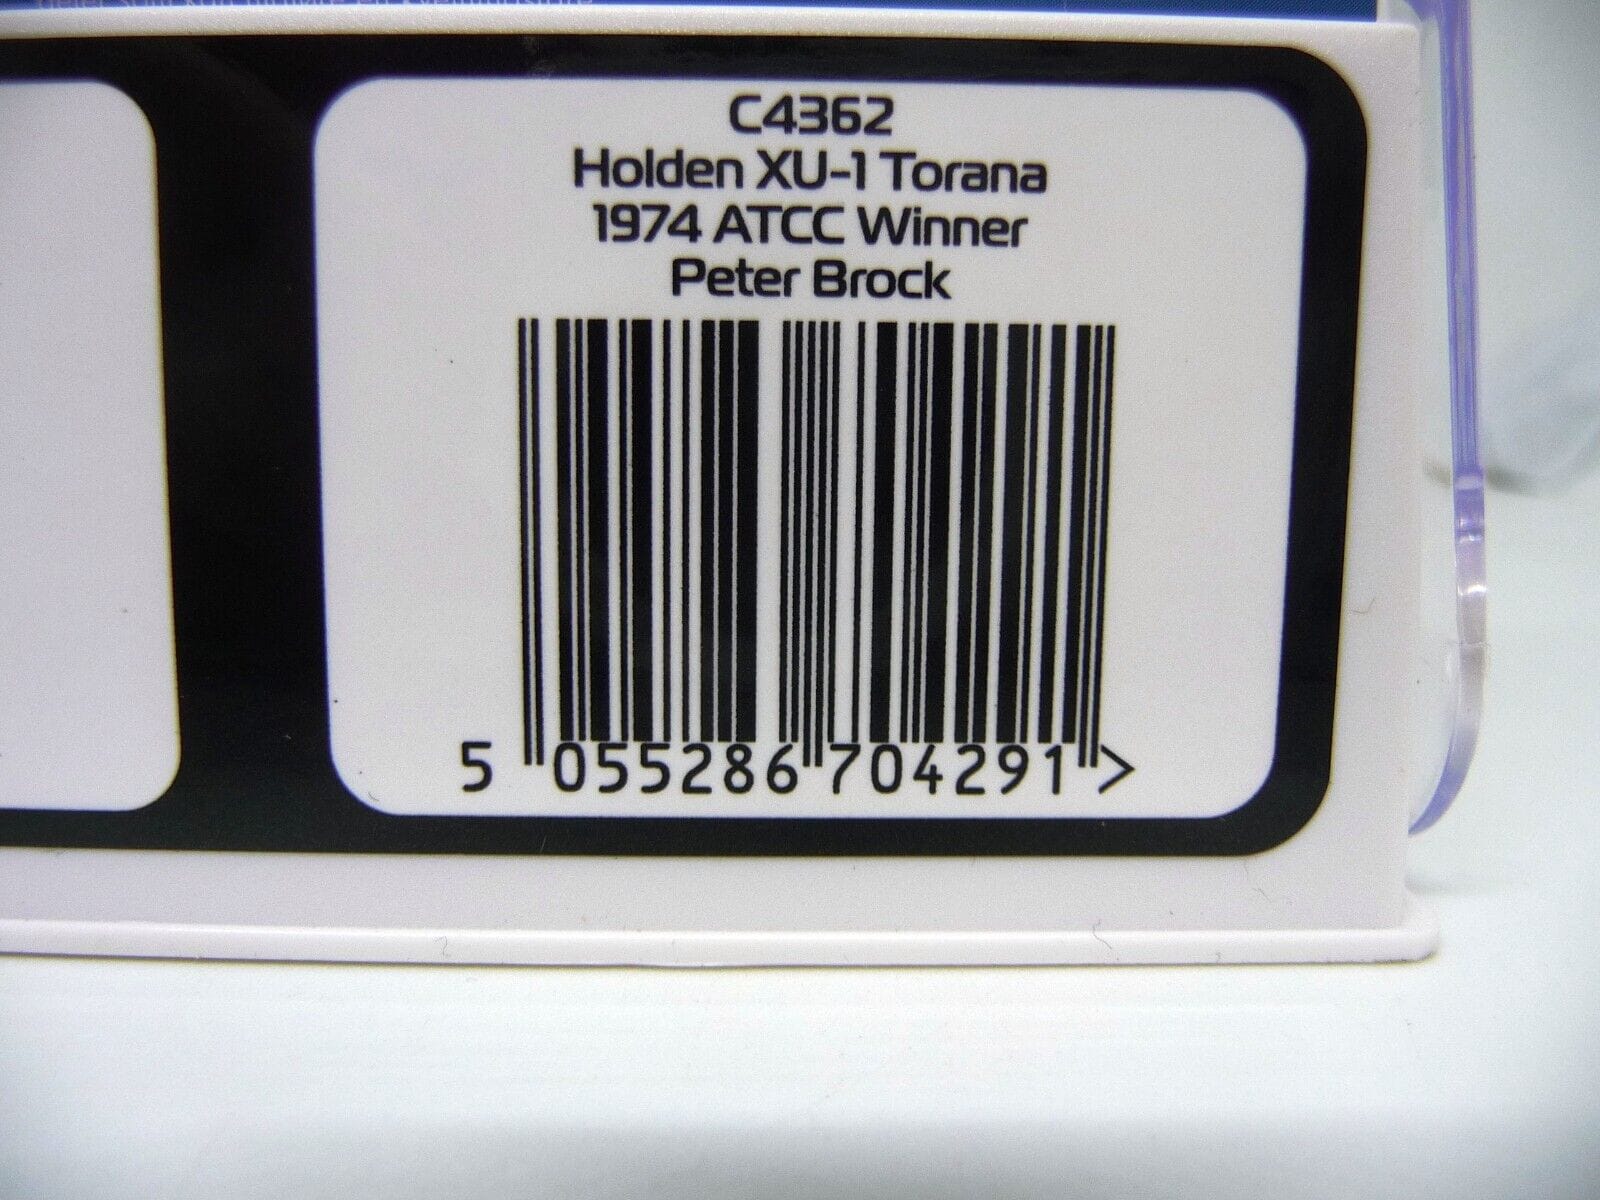 C4362
Holden XU-1 Torana
1974 ATCC Winner
Peter Brock
5 055286 704291 >